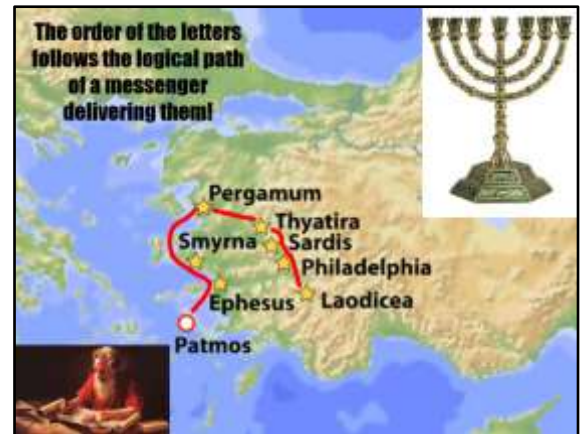 The order of the letters
follows the logical path
of a messenger
delivering them!
Pergamum
Thyatira
Smyrna
Sardis
Philadelphia
Ephesus
Laodicea
Patmos